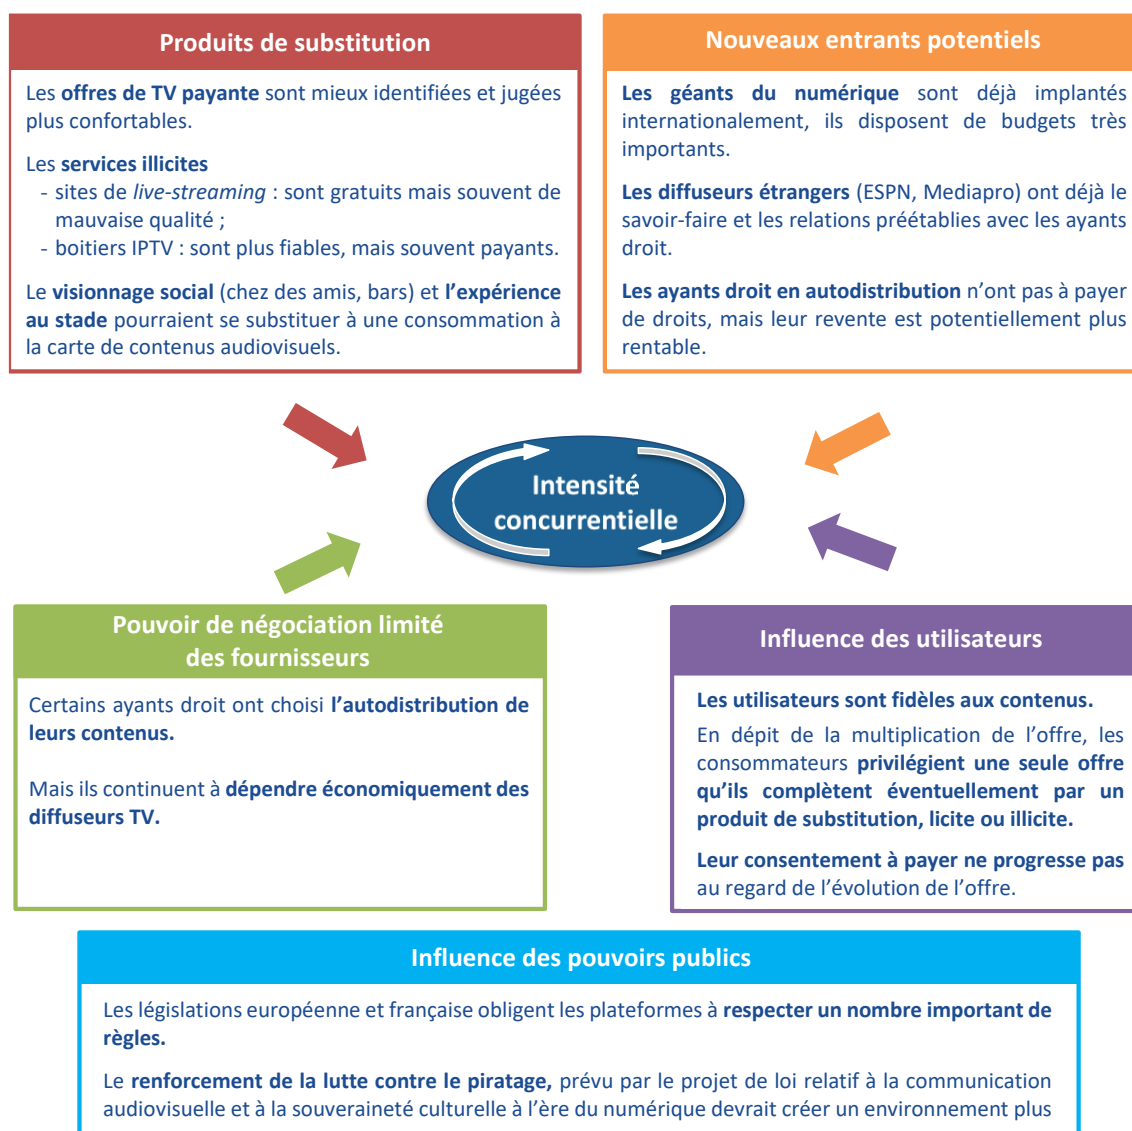 Produits de substitution
Les offres de TV payante sont mieux identifiées et jugées
plus confortables.
Les services illicites
- sites de live-streaming : sont gratuits mais souvent de
mauvaise qualité ;
- boitiers IPTV : sont plus fiables, mais souvent payants.
Le visionnage social (chez des amis, bars) et l’expérience
au stade pourraient se substituer à une consommation à
la carte de contenus audiovisuels.
Nouveaux entrants potentiels
Les géants du numérique sont déjà implantés
internationalement, ils disposent de budgets très
importants.
Les diffuseurs étrangers (ESPN, Mediapro) ont déjà le
savoir-faire et les relations préétablies avec les ayants
droit.
Les ayants droit en autodistribution n’ont pas à payer
de droits, mais leur revente est potentiellement plus
rentable.
Intensité
concurrentielle
Pouvoir de négociation limité
des fournisseurs
Certains ayants droit ont choisi l’autodistribution de
leurs contenus.
Mais ils continuent à dépendre économiquement des
diffuseurs TV.
Influence des utilisateurs
Les utilisateurs sont fidèles aux contenus.
En dépit de la multiplication de l’offre, les
consommateurs privilégient une seule offre
qu’ils complètent éventuellement par un
produit de substitution, licite ou illicite.
Leur consentement à payer ne progresse pas
au regard de l’évolution de l’offre.
Influence des pouvoirs publics
Les législations européenne et française obligent les plateformes à respecter un nombre important de
règles.
Le renforcement de la lutte contre le piratage, prévu par le projet de loi relatif à la communication
audiovisuelle et à la souveraineté culturelle à l’ère du numérique devrait créer un environnement plus